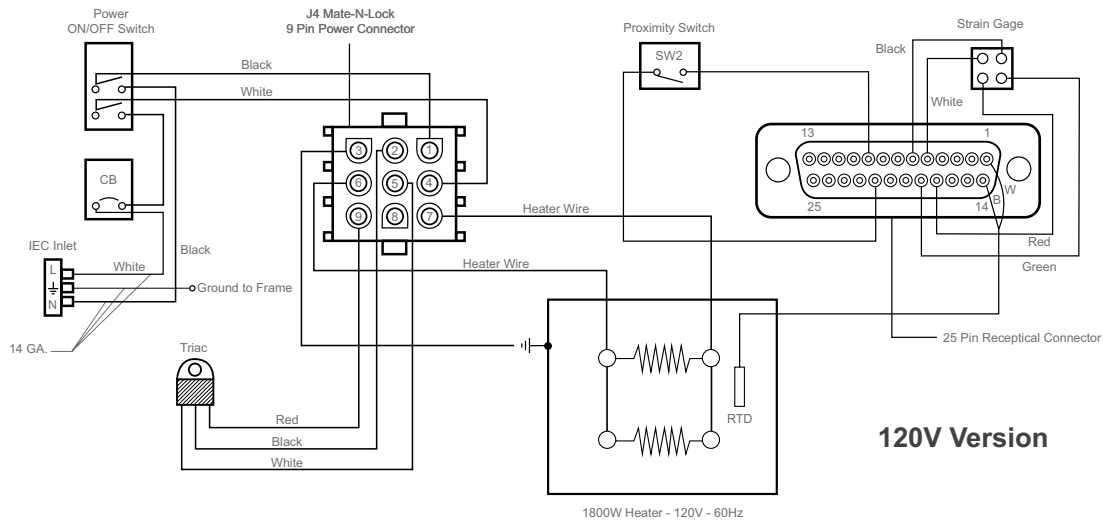 Power
ON/OFF Switch
J4 Mate-N-Lock
9 Pin Power Connector
Proximity Switch
SW2
Strain Gage
Black
White
Black
White
13
1
3
2
1
6
5
4
9
8
7
CB
25
14
W
B
Heater Wire
Red
Green
IEC Inlet
L
N
White
Black
Ground to Frame
Heater Wire
14 GA.
25 Pin Receptical Connector
Triac
Red
Black
White
RTD
120V Version
1800W Heater - 120V - 60Hz